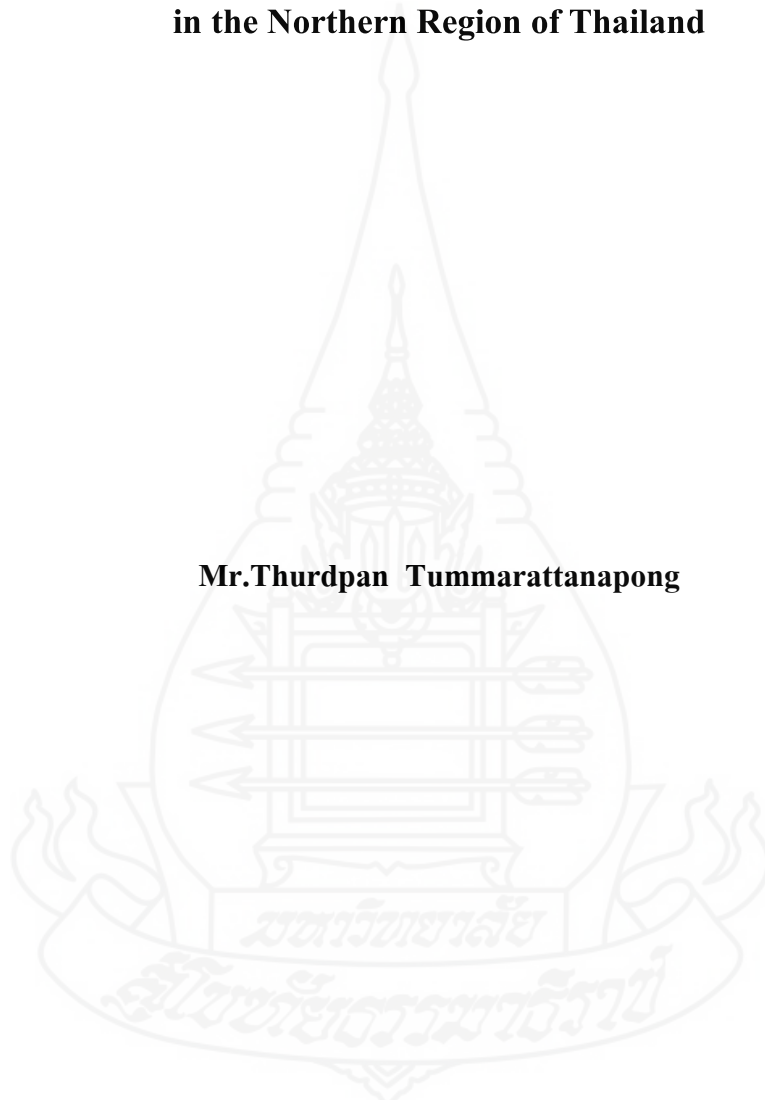 in the Northern Region of Thailand
Mr.Thurdpan Tummarattanapong
มหาวิทยาลัย
สุโขทัยธรรมาธิราช